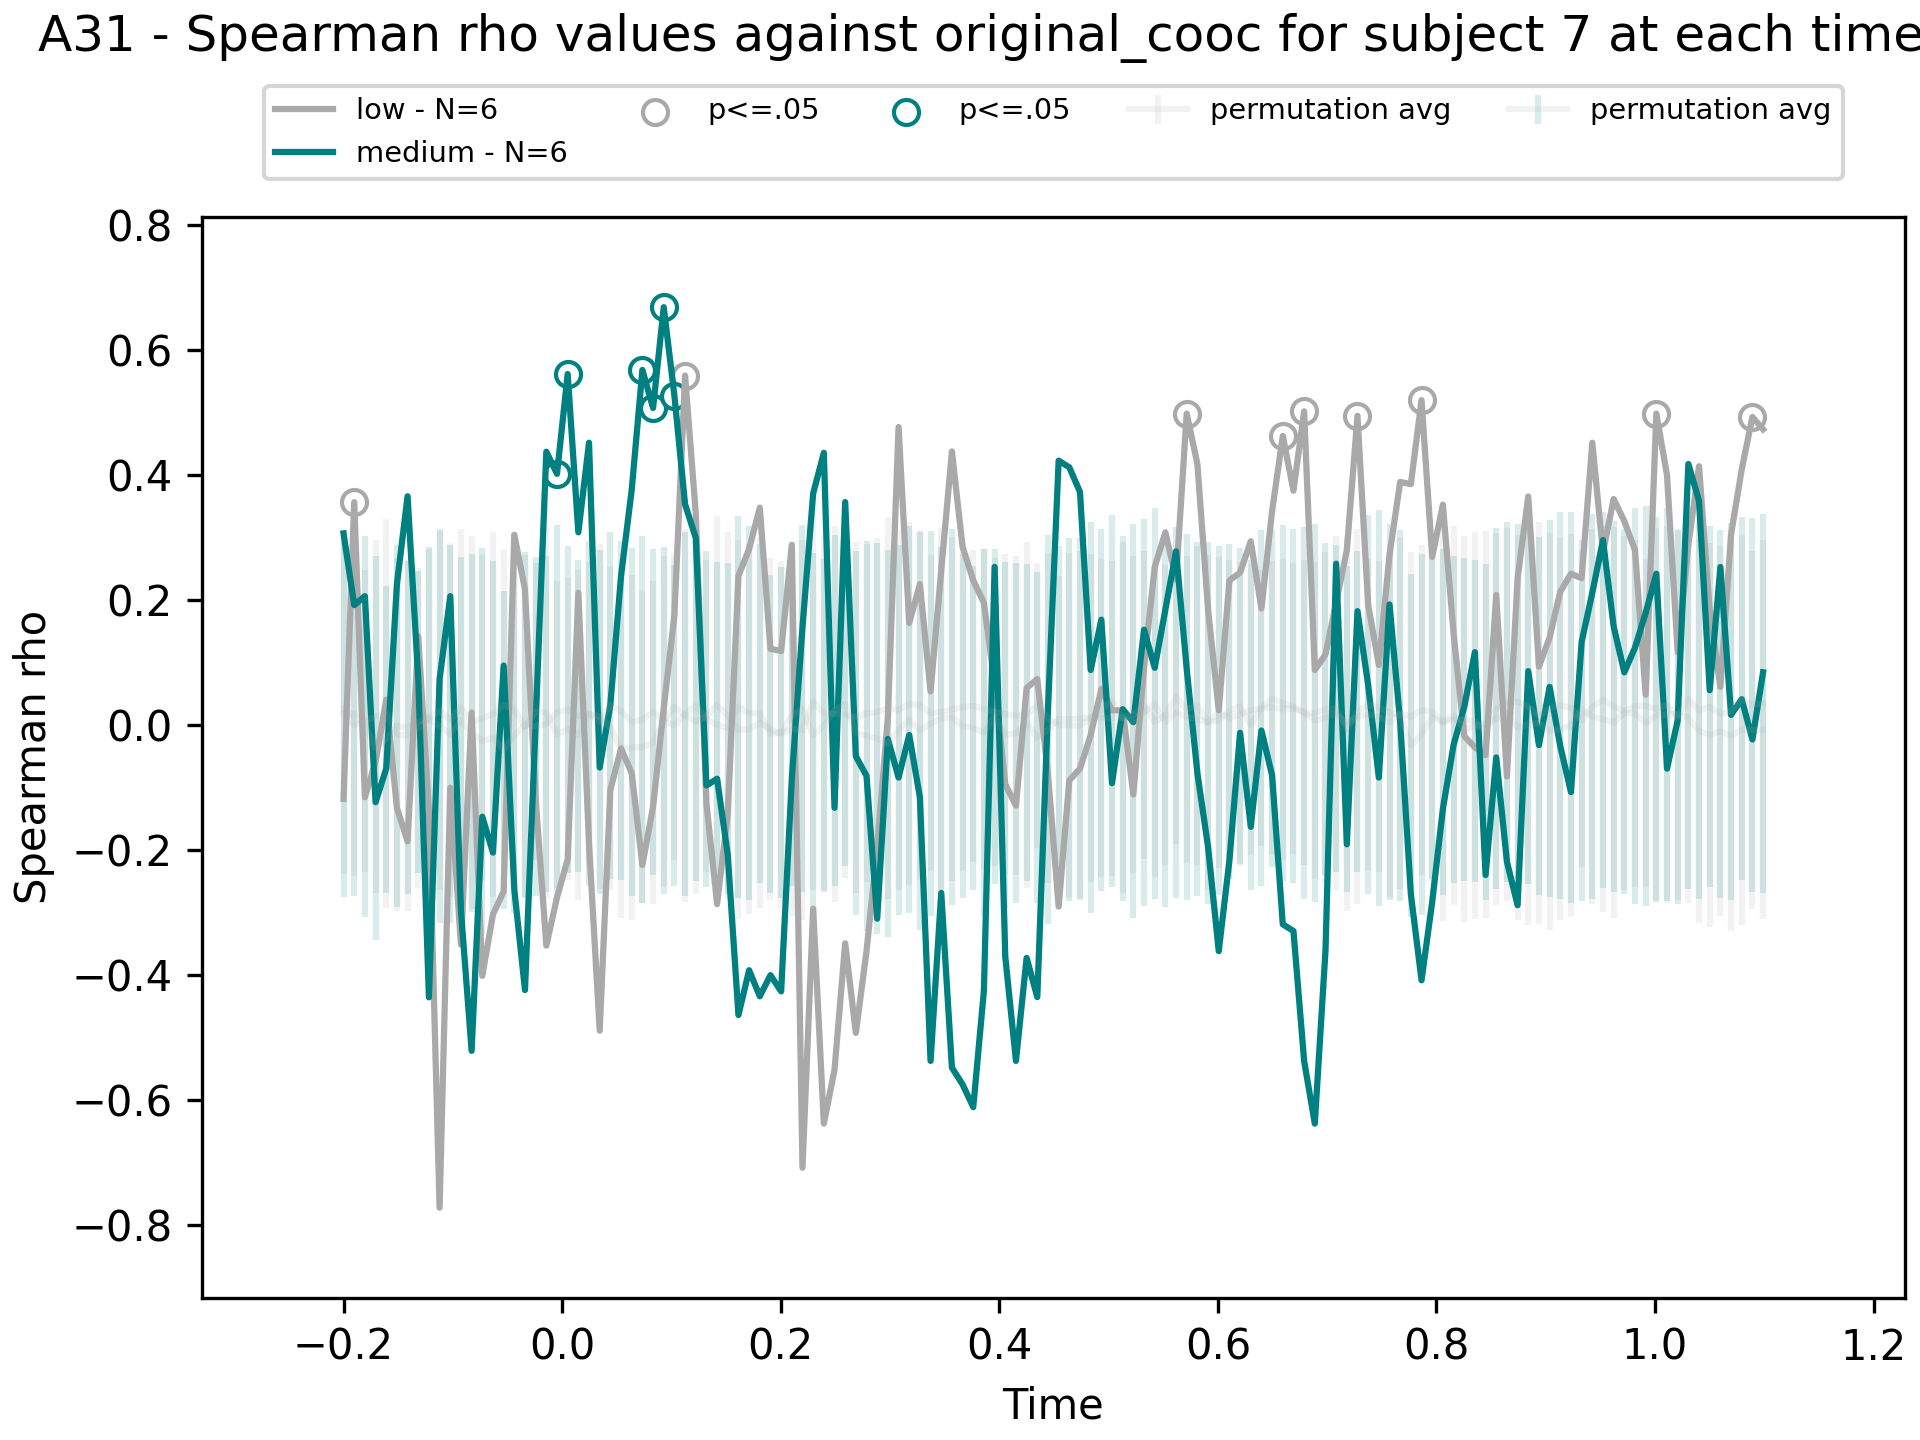 A31 - Spearman rho values against original_cooc for subject 7 at each time
low - N=6
medium - N=6
p<=.05
p<=.05
permutation avg
permutation avg
0.8
0.6
0.4
0.2
0.0
−0.2
−0.4
−0.6
−0.8
Spearman rho
−0.2 0.0 0.2 0.4 0.6 0.8 1.0 1.2
Time